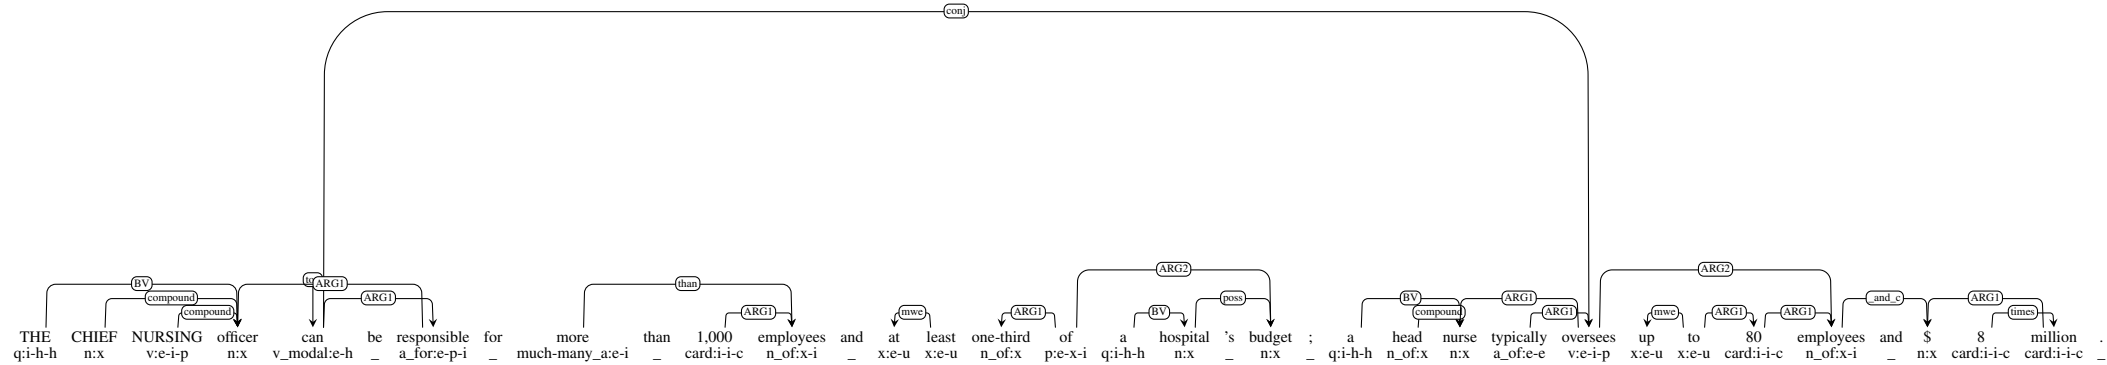 conj
ARG2 ARG2
BV to ARG1 than
compound ARG1 poss BV ARG1 _and_c ARG1
compound ARG1 mwe ARG1 BV compound ARG1 mwe ARG1 ARG1 times
THE CHIEF NURSING officer can be responsible for more than 1,000 employees and at least one-third of a hospital 's budget ; a head nurse typically oversees up to 80 employees and $ 8 million .
q:i-h-h n:x v:e-i-p n:x v_modal:e-h _ a_for:e-p-i _ much-many_a:e-i _ card:i-i-c n_of:x-i _ x:e-u x:e-u n_of:x p:e-x-i q:i-h-h n:x _ n:x _ q:i-h-h n_of:x n:x a_of:e-e v:e-i-p x:e-u x:e-u card:i-i-c n_of:x-i _ n:x card:i-i-c card:i-i-c _